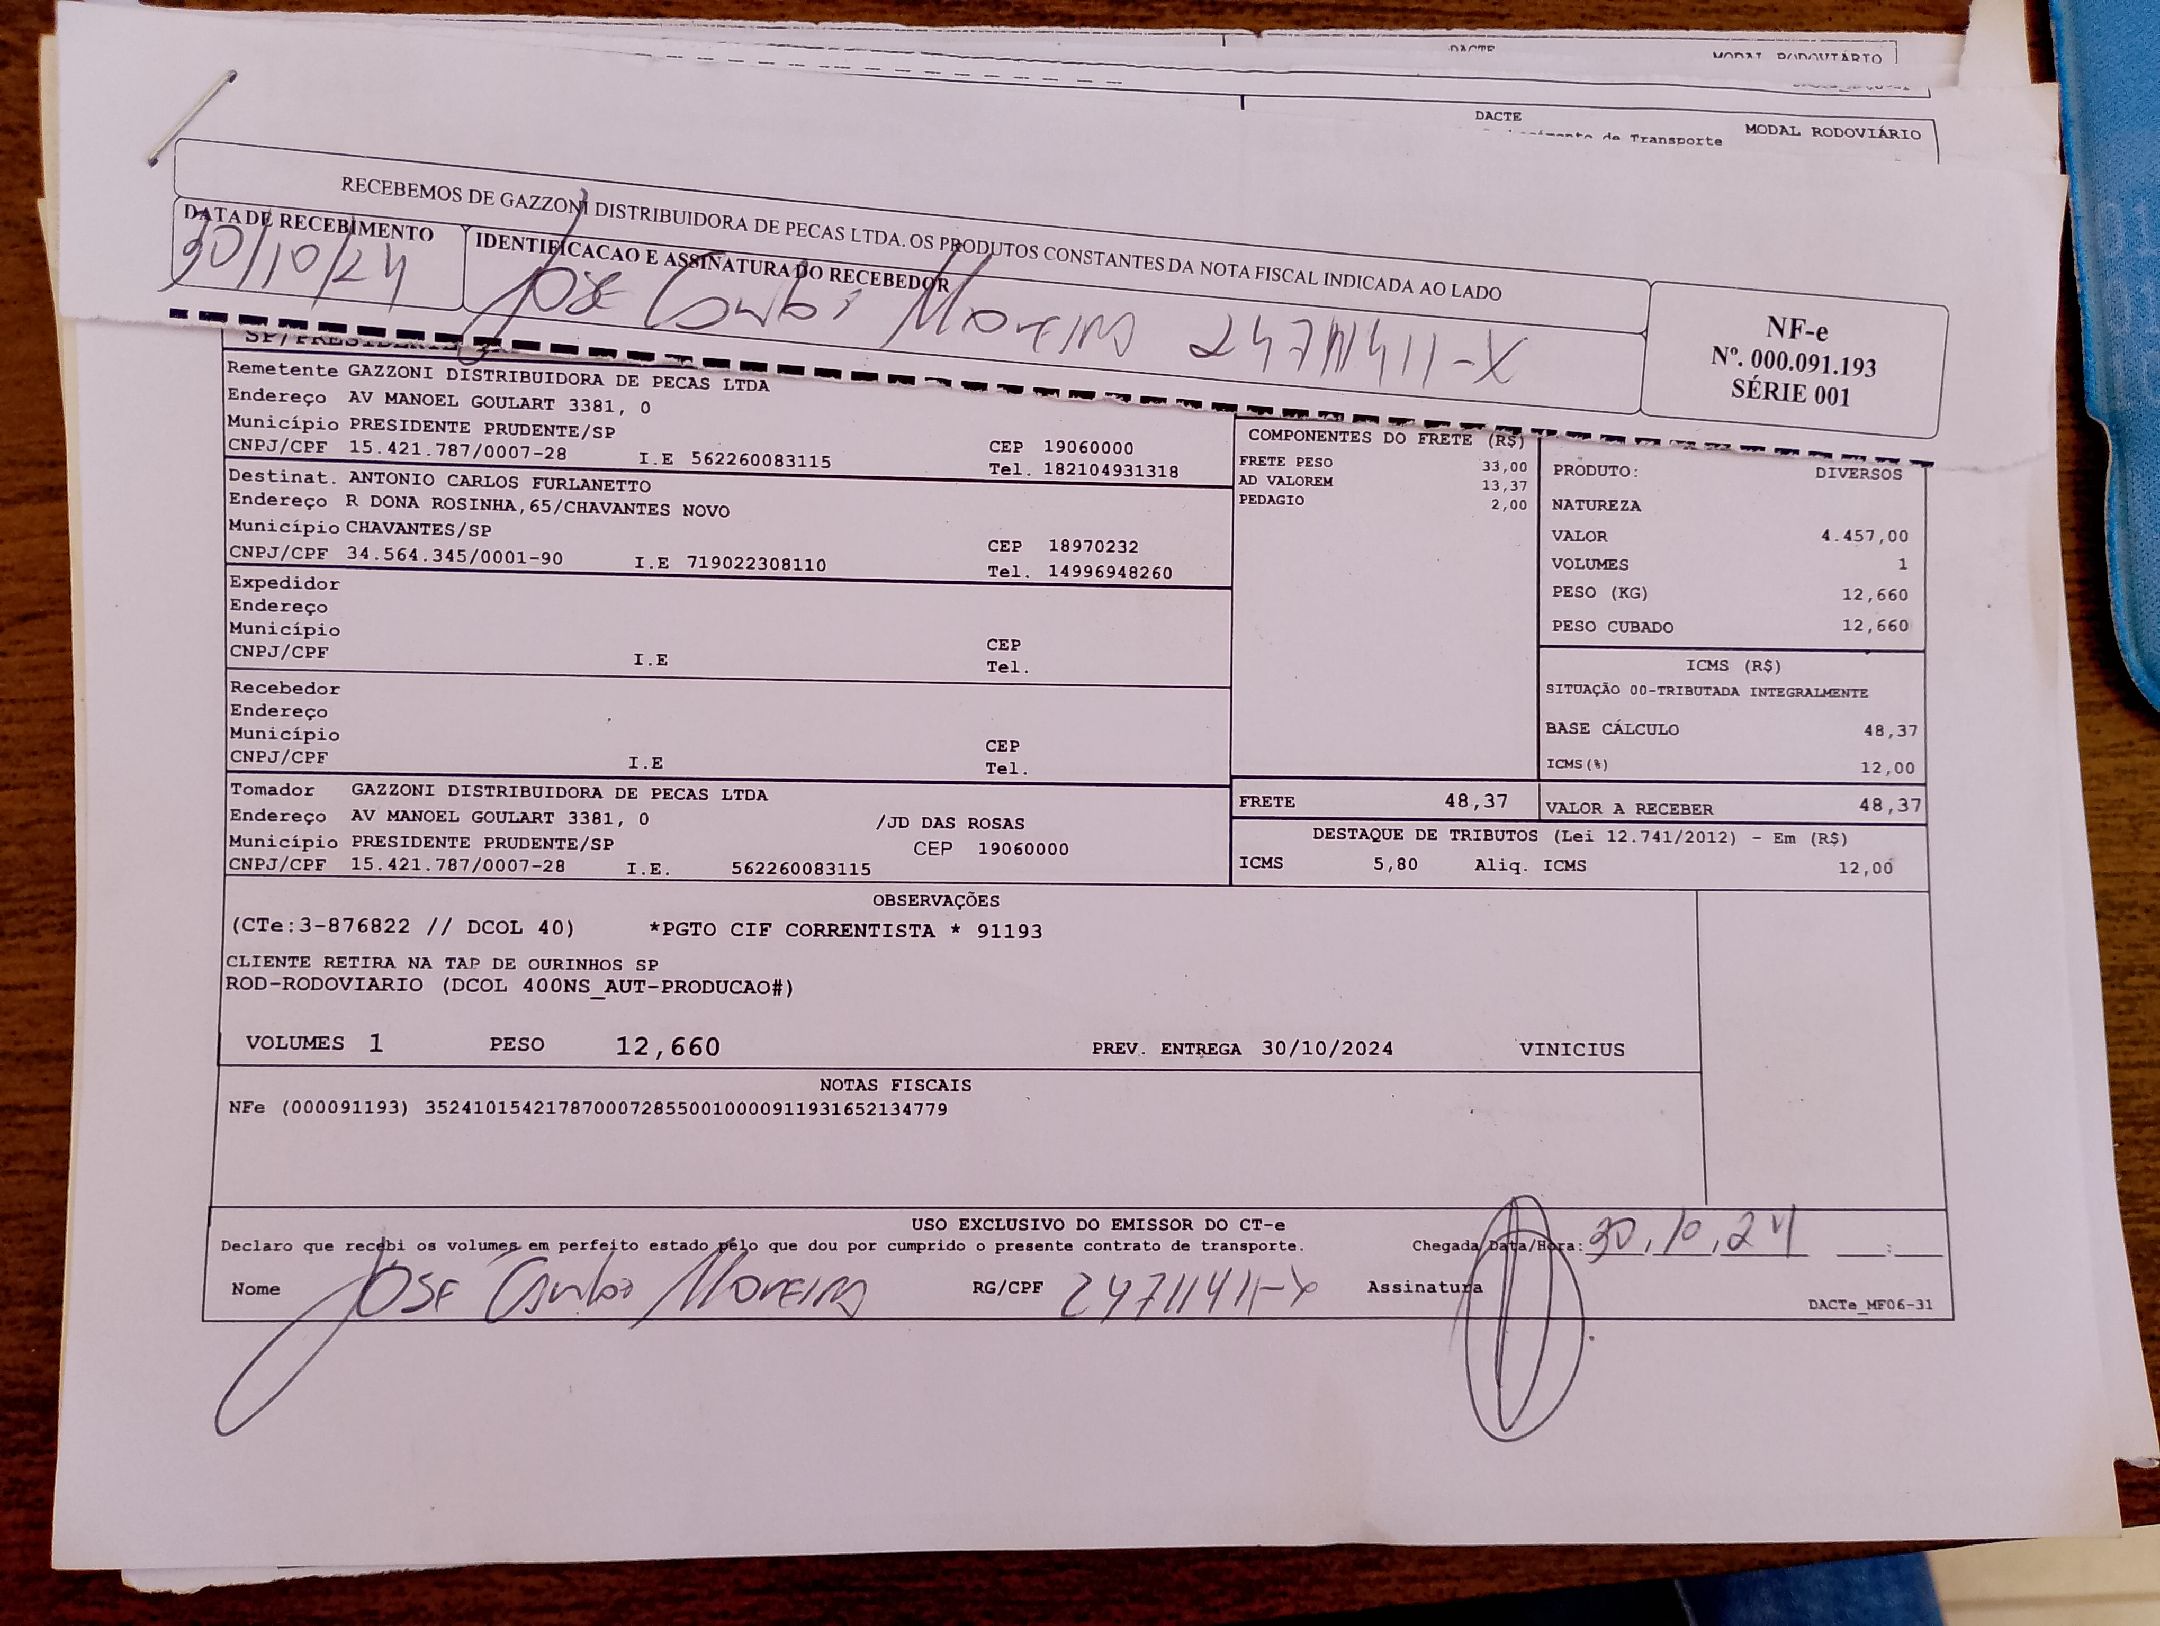 DACTE
MODAL RODOVIÁRIO
DACTE
MODAL RODOVIÁRIO
de Transporte
RECEBEMOS DE GAZZONI DISTRIBUIDORA DE PECAS LTDA. OS PRODUTOS CONSTANTES DA NOTA FISCAL INDICADA AO LADO
DATA DE RECEBIMENTO
30/10/24
IDENTIFICACAO E ASSINATURA DO RECEBEDOR
José Carlos Moreira
NF-e
Nº. 000.091.193
SÉRIE 001
Remetente GAZZONI DISTRIBUIDORA DE PECAS LTDA
Endereço AV MANOEL GOULART 3381, 0
Município PRESIDENTE PRUDENTE/SP CEP 19060000
CNPJ/CPF 15.421.787/0007-28 I.E 562260083115 Tel. 182104931318
Destinat. ANTONIO CARLOS FURLANETTO
Endereço R DONA ROSINHA,65/CHAVANTES NOVO
Município CHAVANTES/SP CEP 18970232
CNPJ/CPF 34.564.345/0001-90 I.E 719022308110 Tel. 14996948260
Expedidor
Endereço
Município CEP
CNPJ/CPF I.E Tel.
Recebedor
Endereço
Município CEP
CNPJ/CPF I.E Tel.
Tomador GAZZONI DISTRIBUIDORA DE PECAS LTDA
Endereço AV MANOEL GOULART 3381, 0 /JD DAS ROSAS
Município PRESIDENTE PRUDENTE/SP CEP 19060000
CNPJ/CPF 15.421.787/0007-28 I.E. 562260083115
COMPONENTES DO FRETE (R$)
FRETE PESO 33,00
AD VALOREM 13,37
PEDAGIO 2,00
PRODUTO: DIVERSOS
NATUREZA
VALOR 4.457,00
VOLUMES 1
PESO (KG) 12,660
PESO CUBADO 12,660
ICMS (R$)
SITUAÇÃO 00-TRIBUTADA INTEGRALMENTE
BASE CÁLCULO 48,37
ICMS(%) 12,00
FRETE 48,37 VALOR A RECEBER 48,37
DESTAQUE DE TRIBUTOS (Lei 12.741/2012) - Em (R$)
ICMS 5,80 Aliq. ICMS 12,00
OBSERVAÇÕES
(CTe:3-876822 // DCOL 40) *PGTO CIF CORRENTISTA * 91193
CLIENTE RETIRA NA TAP DE OURINHOS SP
ROD-RODOVIARIO (DCOL 400NS_AUT-PRODUCAO#)
VOLUMES 1 PESO 12,660 PREV. ENTREGA 30/10/2024 VINICIUS
NOTAS FISCAIS
NFe (000091193) 35241015421787000728550010000911931652134779
USO EXCLUSIVO DO EMISSOR DO CT-e
Declaro que recebi os volumes em perfeito estado pelo que dou por cumprido o presente contrato de transporte. Chegada Data/Hora: 30,10,24 __:__
Nome José Carlos Moreira RG/CPF 24711411-X Assinatura
DACTe_MF06-31